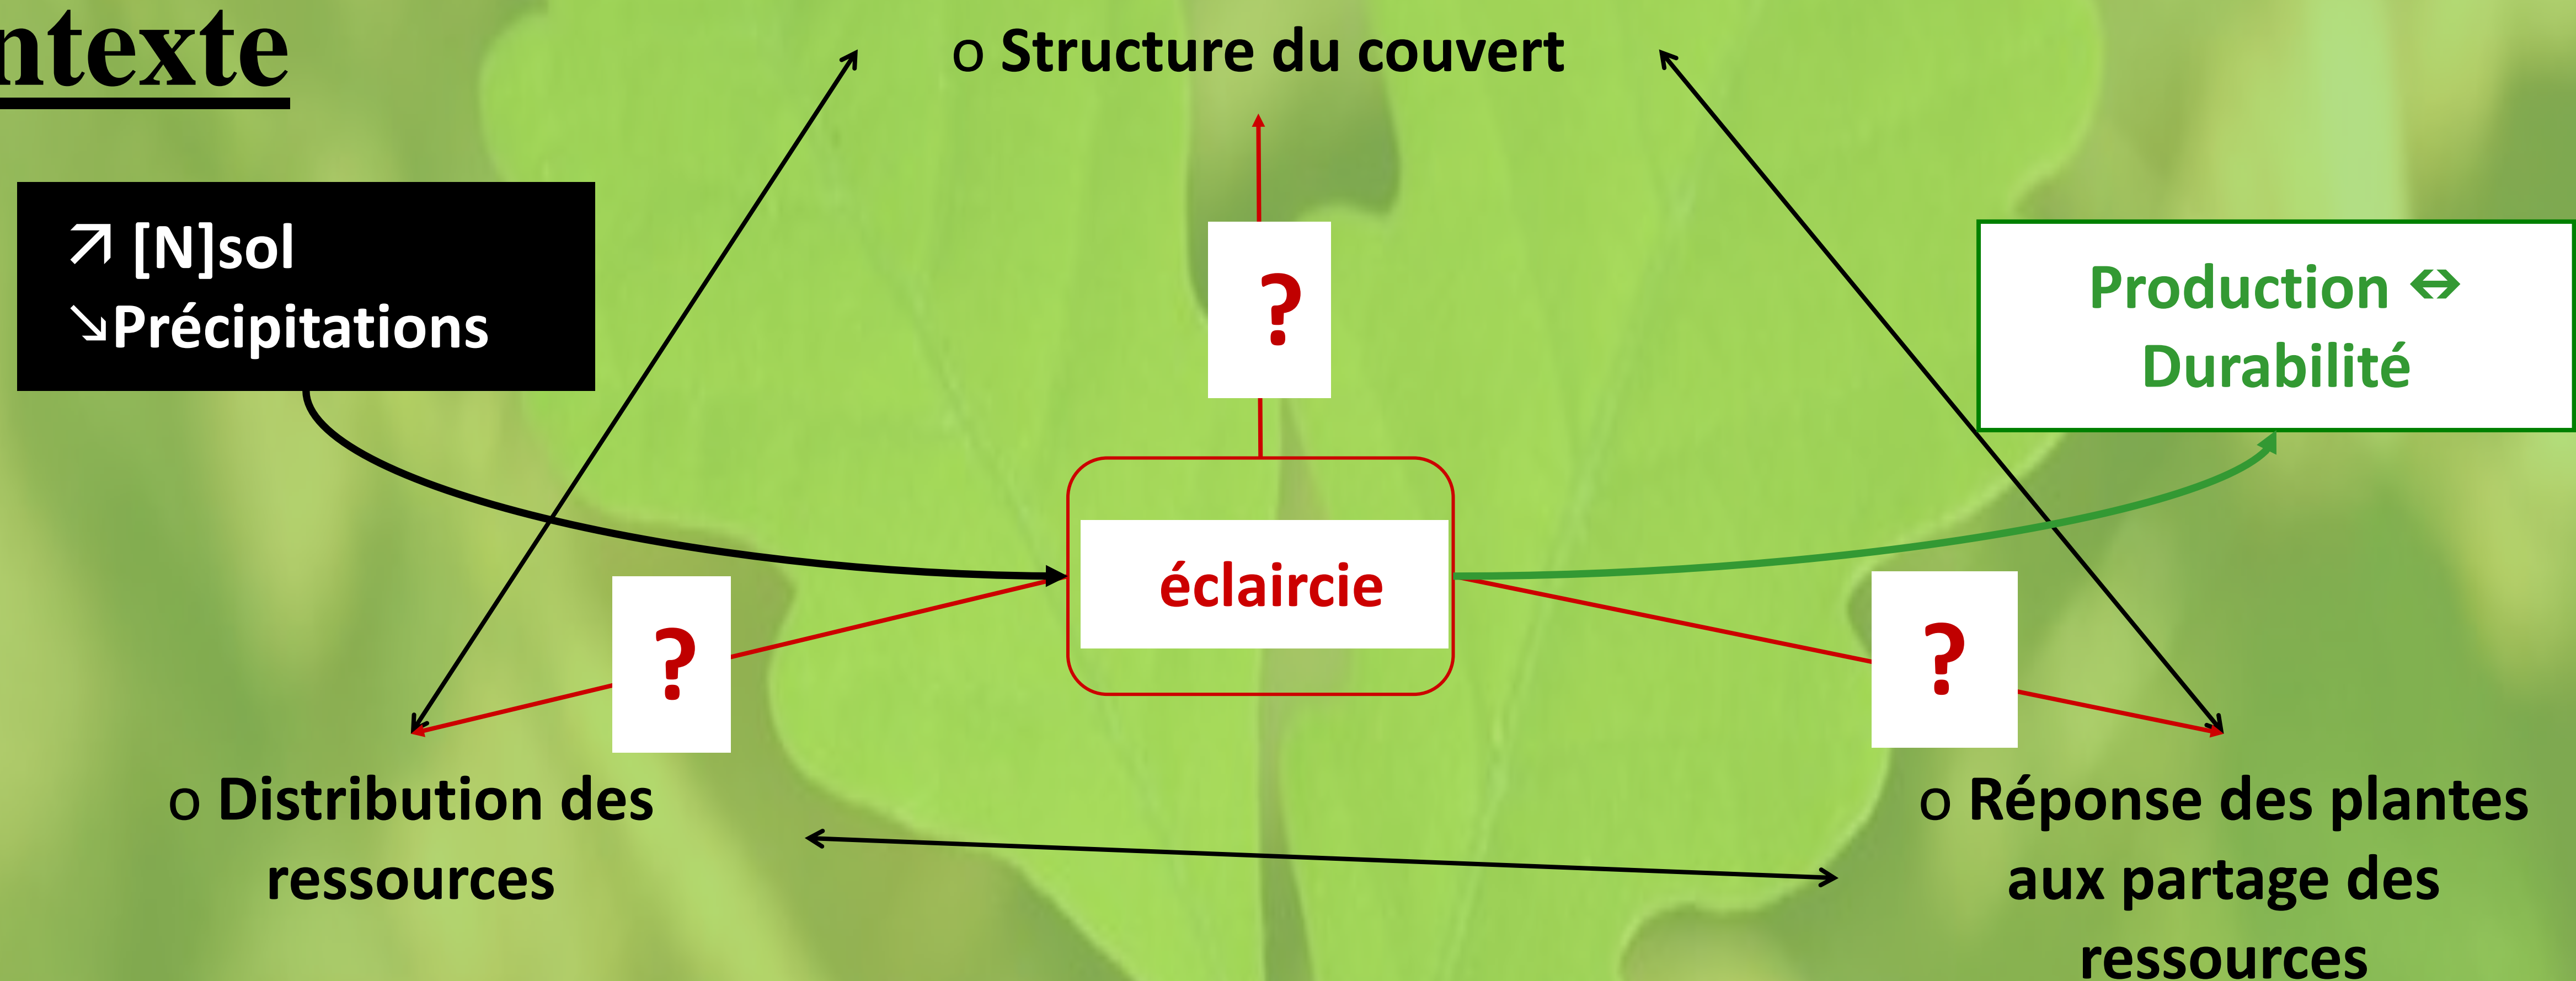 ntexte
o Structure du couvert
↗ [N]sol
↘Précipitations
?
Production ↔
Durabilité
éclaircie
?
?
o Distribution des
ressources
o Réponse des plantes
aux partage des
ressources